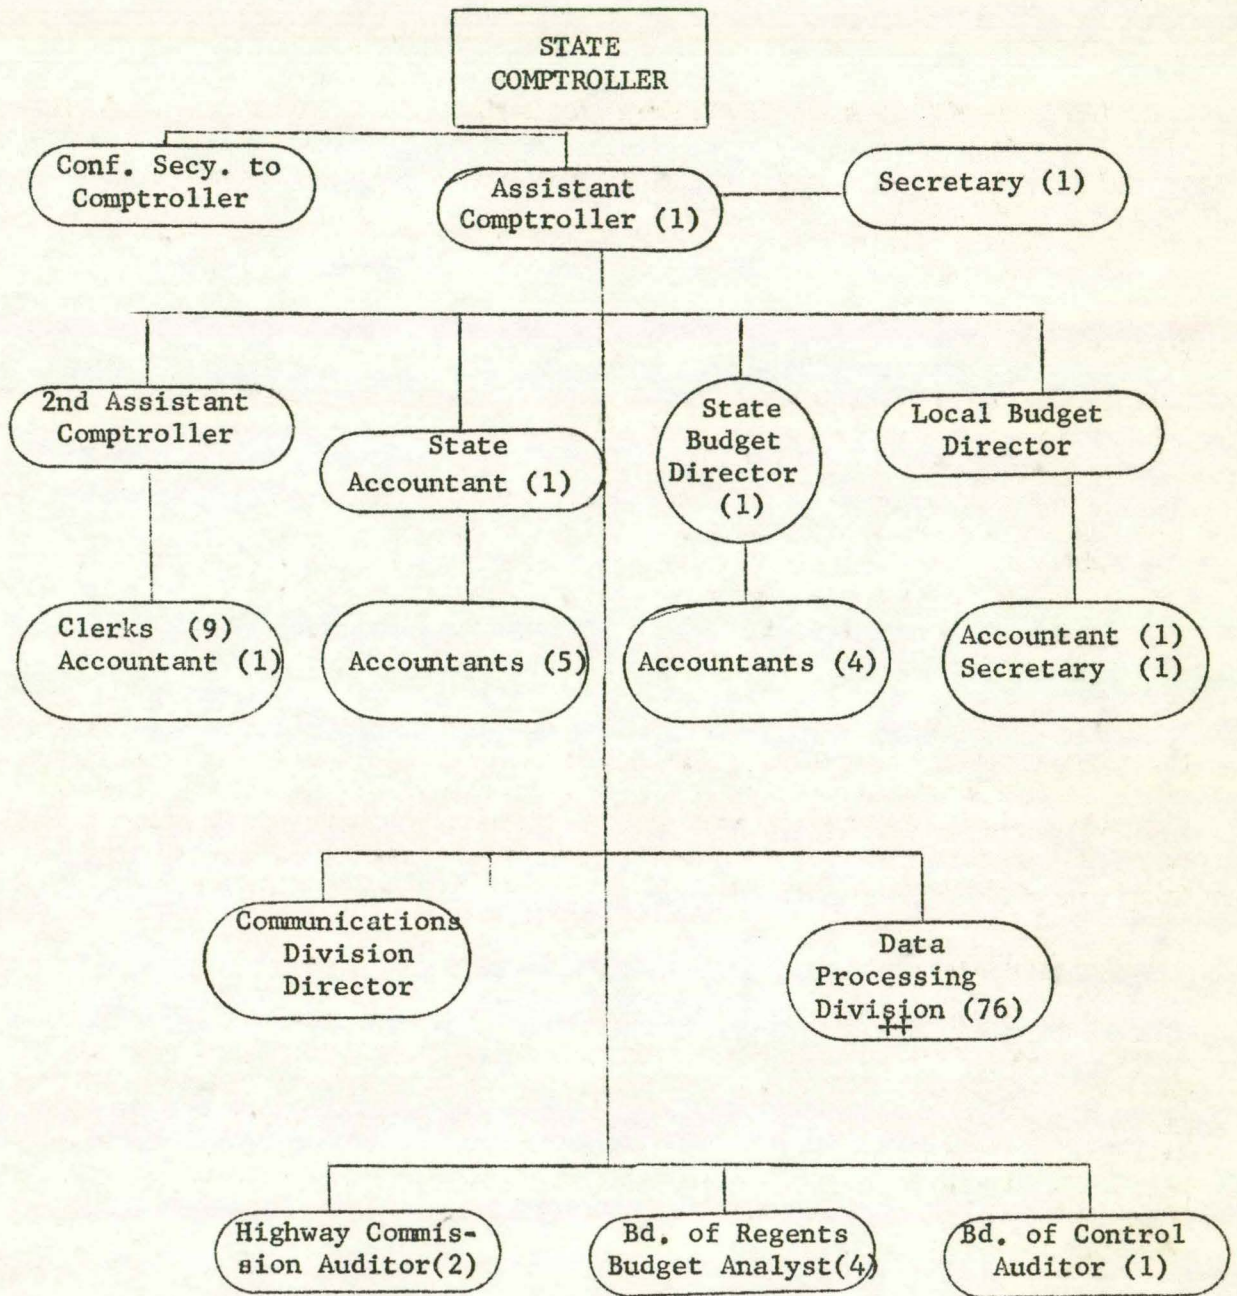 STATE
COMPTROLLER
Conf. Secy. to
Comptroller
Assistant
Comptroller (1)
Secretary (1)
2nd Assistant
Comptroller
State
Accountant (1)
State
Budget
Director
(1)
Local Budget
Director
Clerks (9)
Accountant (1)
Accountants (5)
Accountants (4)
Accountant (1)
Secretary (1)
Communications
Division
Director
Data
Processing
Division (76)
++
Highway Commis-
sion Auditor(2)
Bd. of Regents
Budget Analyst(4)
Bd. of Control
Auditor (1)